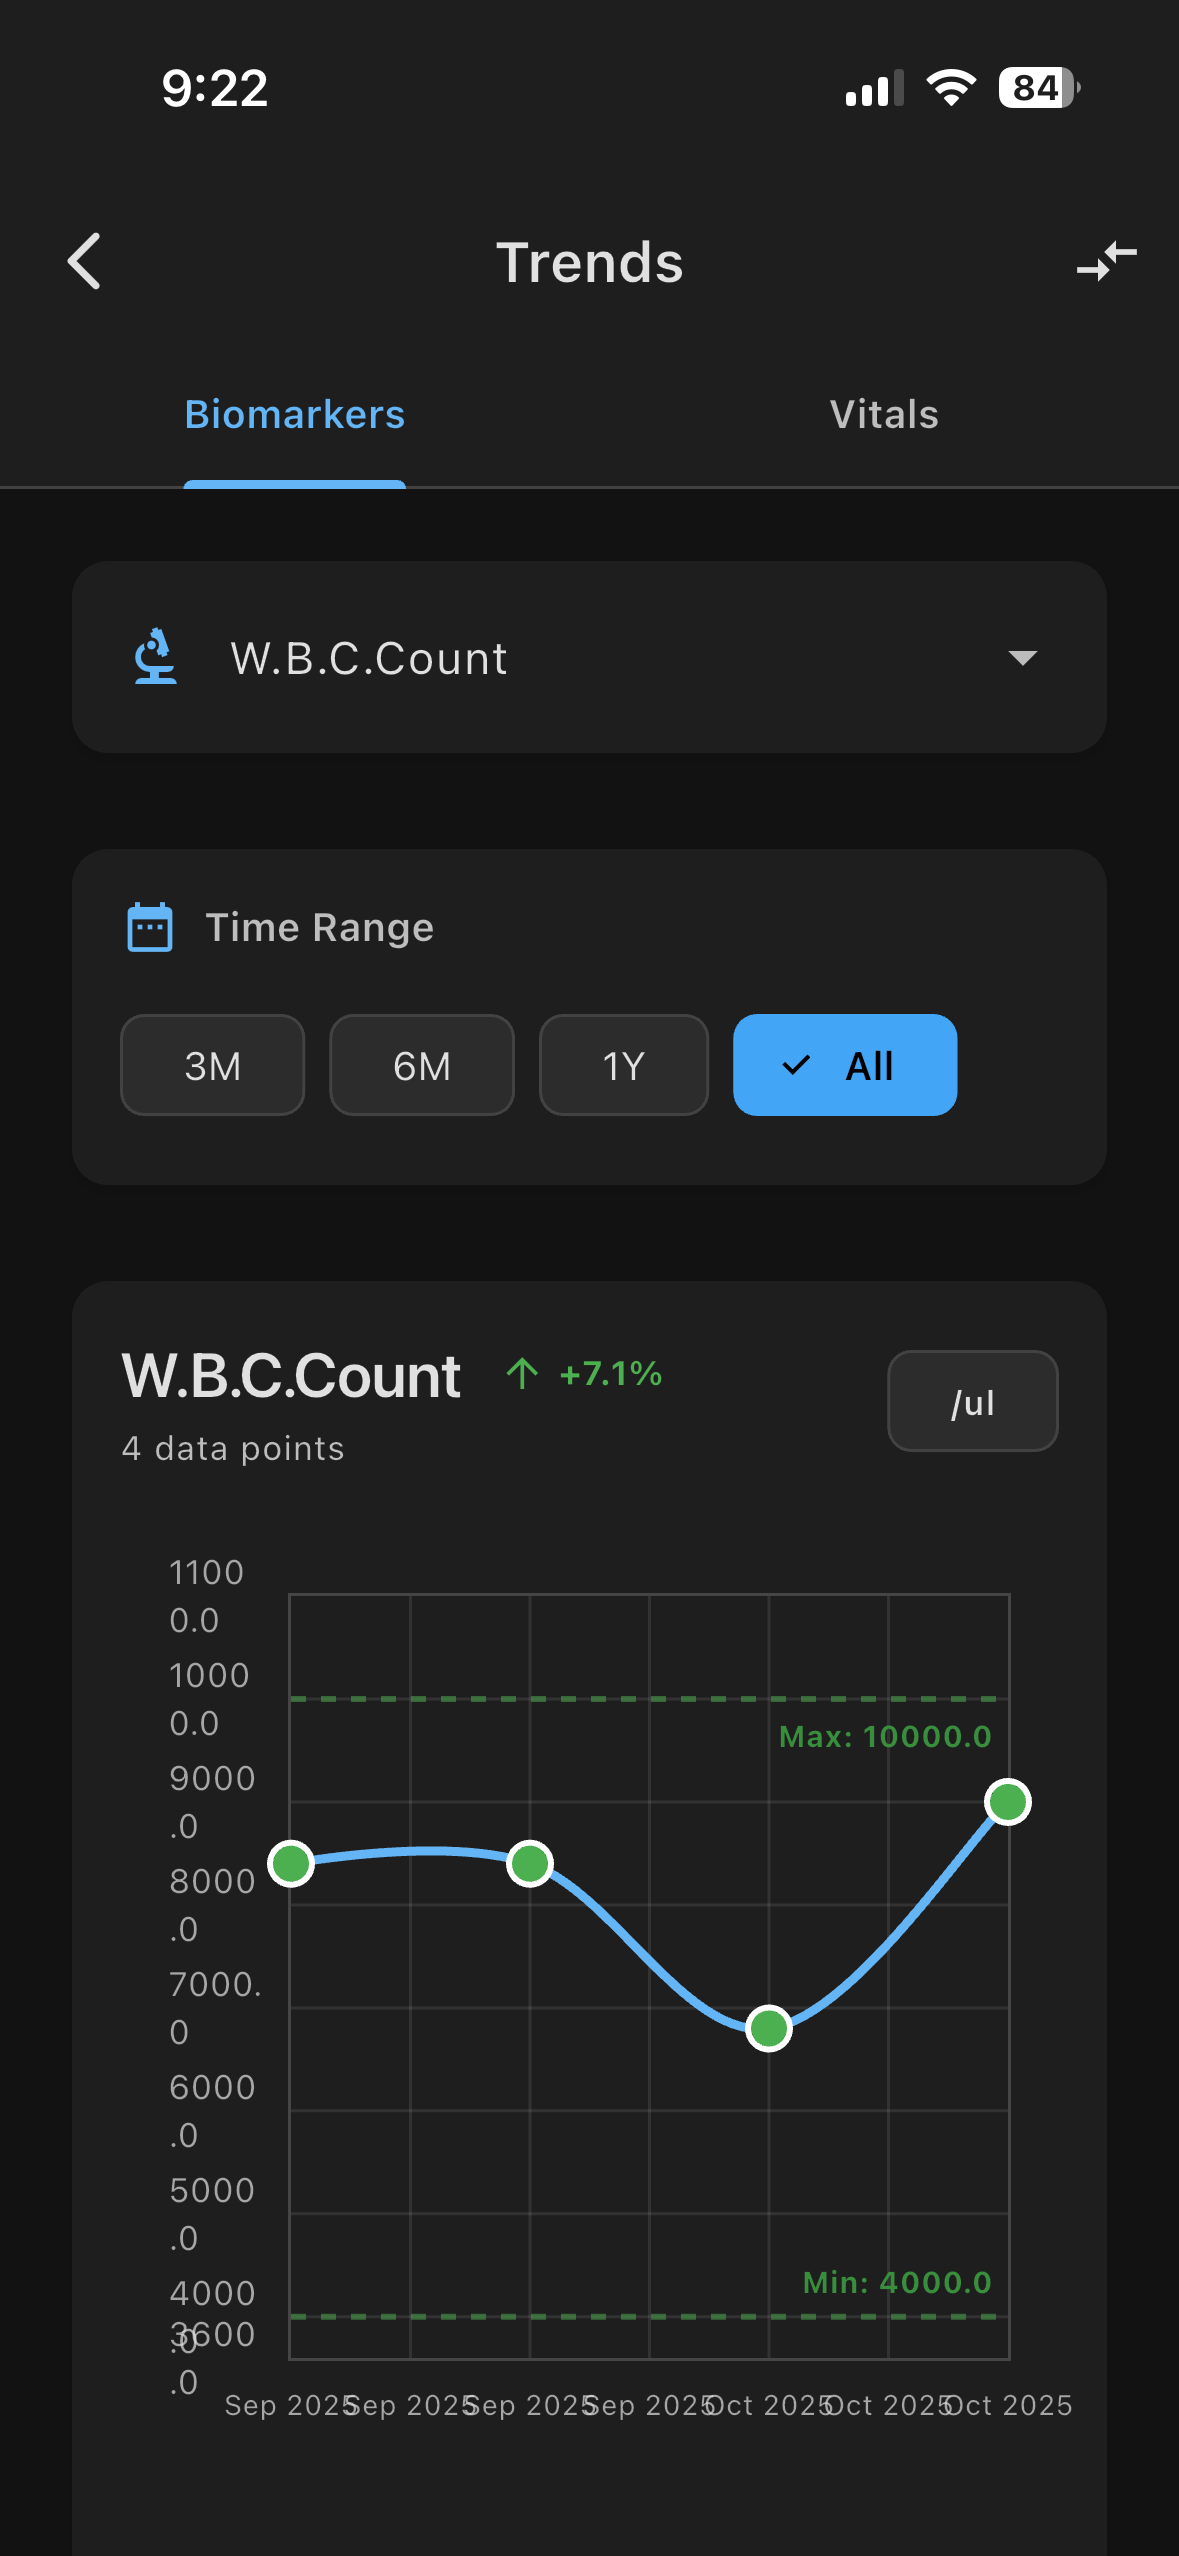 9:22
84
Trends
Biomarkers
Vitals
W.B.C.Count
Time Range
3M
6M
1Y
All
W.B.C.Count
+7.1%
/ul
4 data points
1100
0.0
1000
0.0
Max: 10000.0
9000
.0
8000
.0
7000.
0
6000
.0
5000
.0
Min: 4000.0
4000
.0
3600
.0
Sep 2025
Sep 2025
Sep 2025
Sep 2025
Oct 2025
Oct 2025
Oct 2025